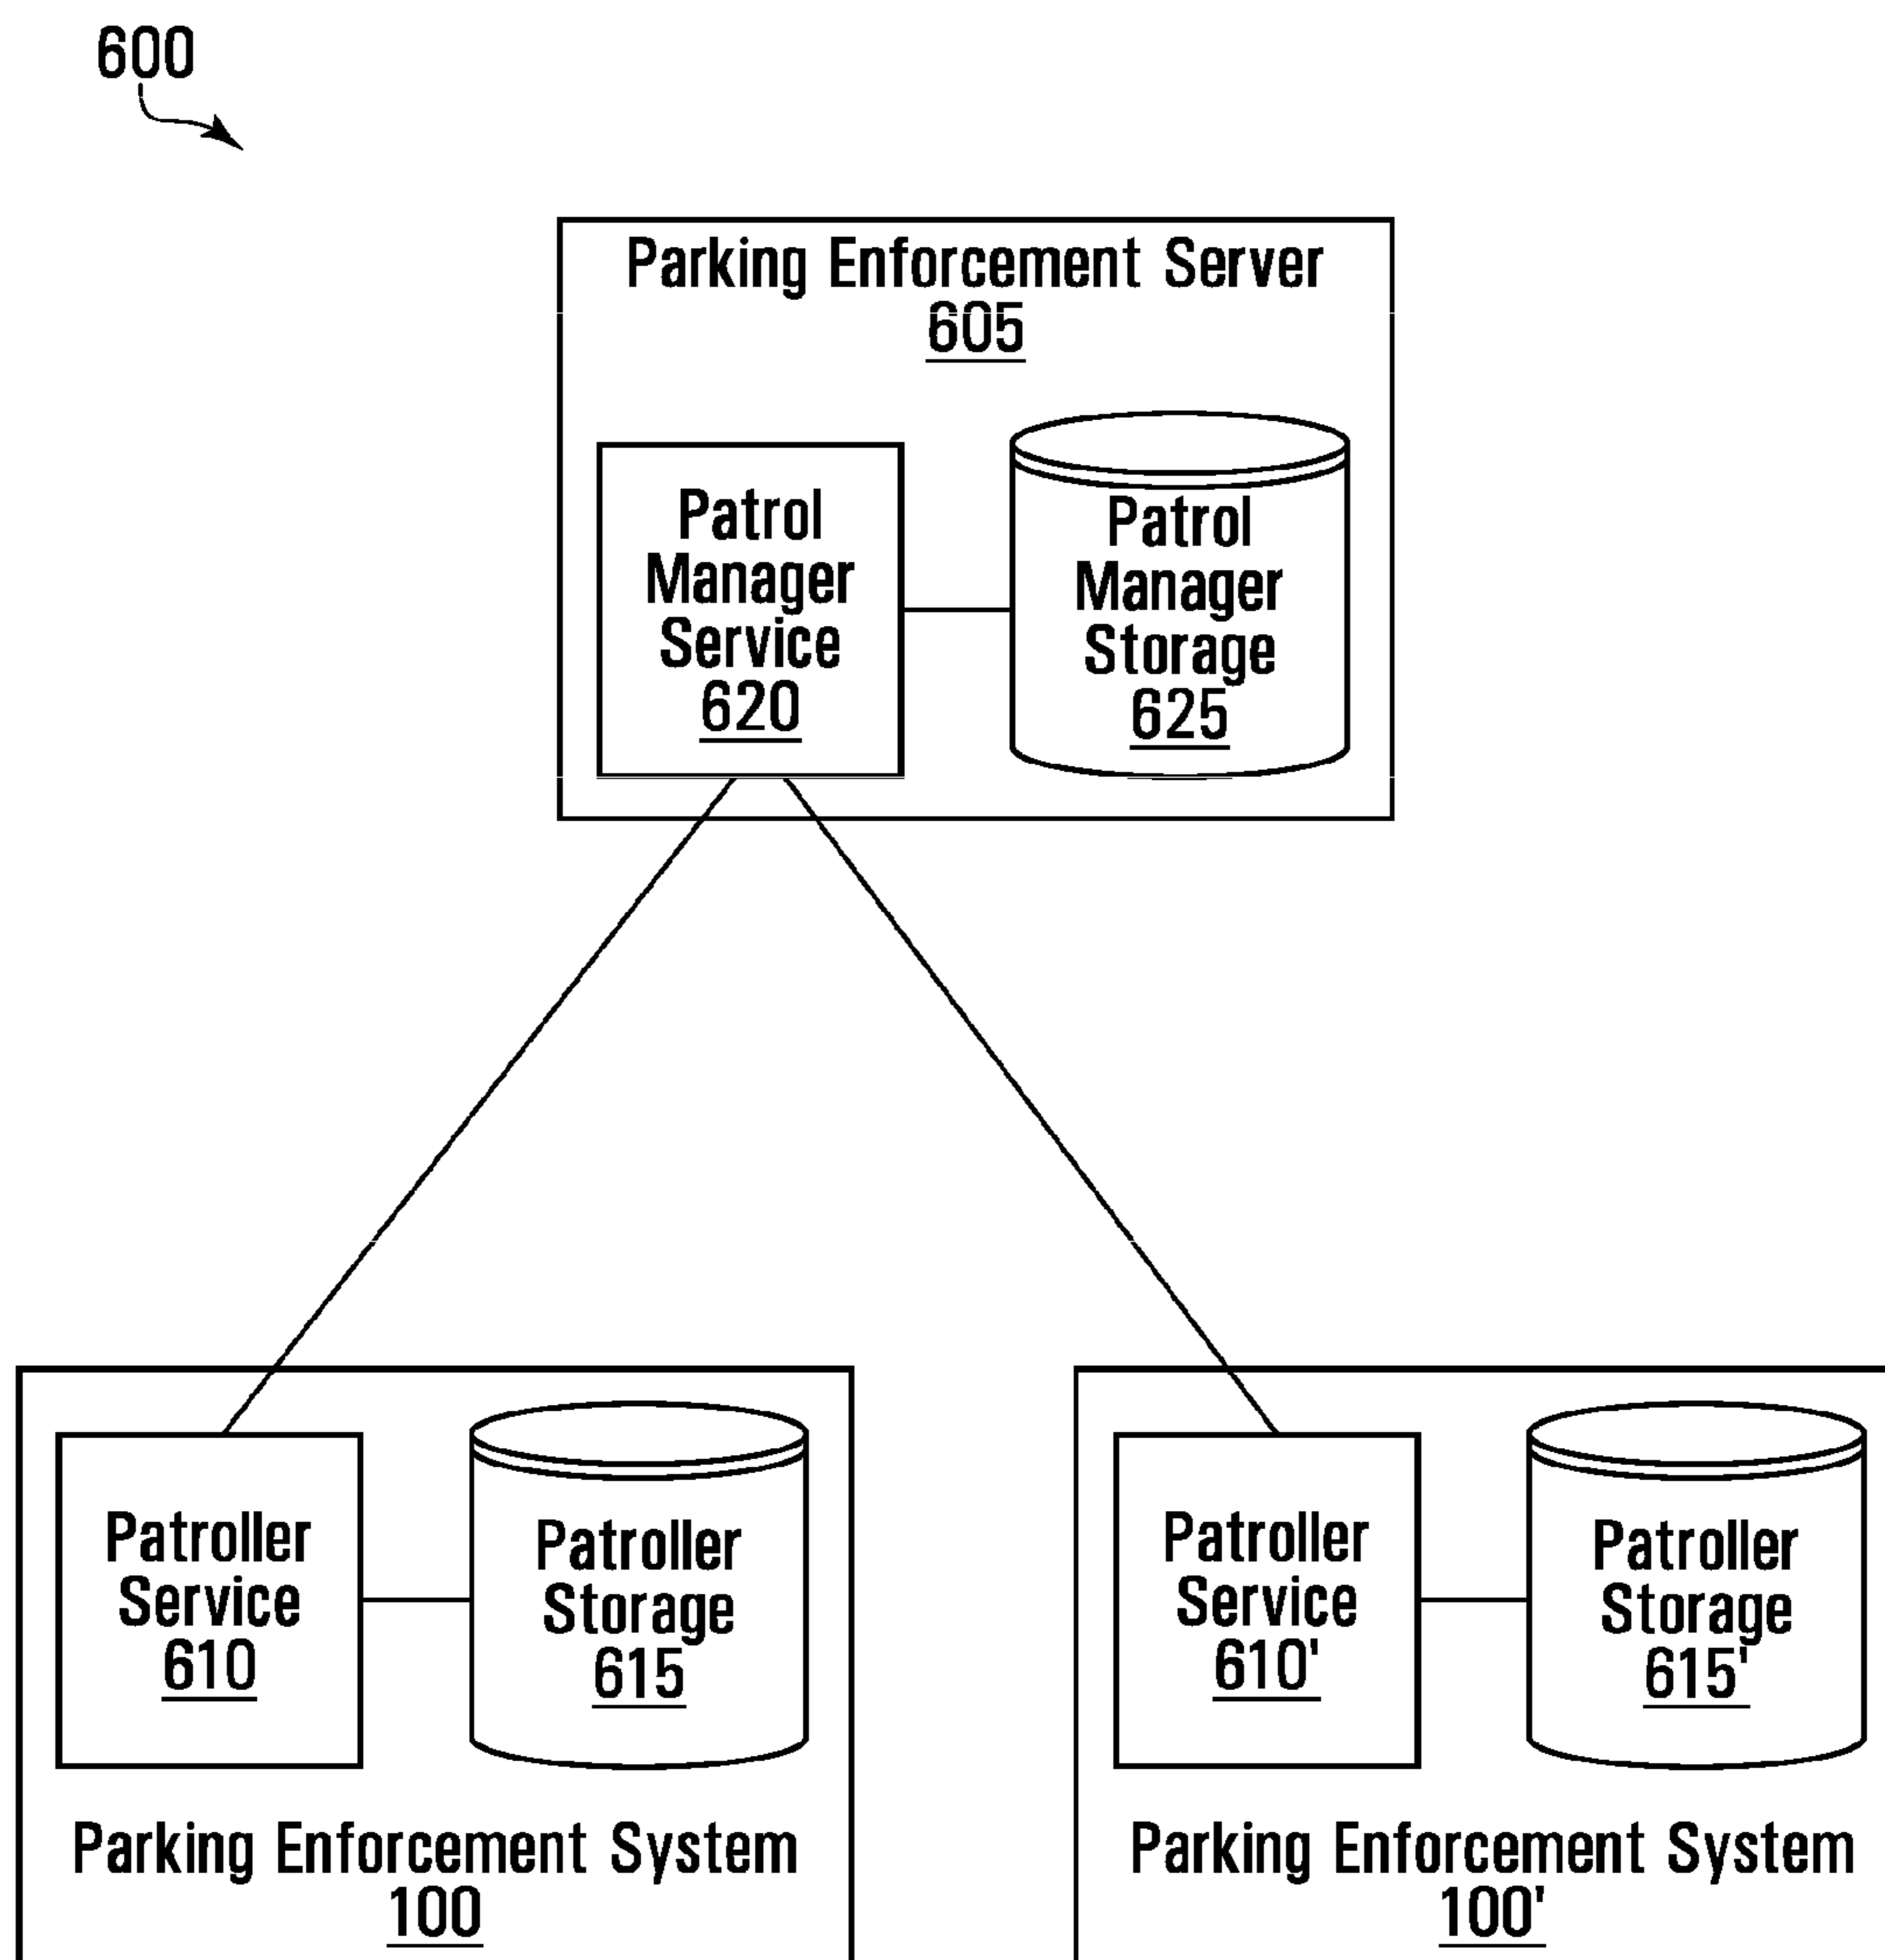 600
Parking Enforcement Server
605
Patrol
Manager
Service
620
Patrol
Manager
Storage
625
Patroller
Service
610
Patroller
Storage
615
Parking Enforcement System
100
Patroller
Service
610'
Patroller
Storage
615'
Parking Enforcement System
100'